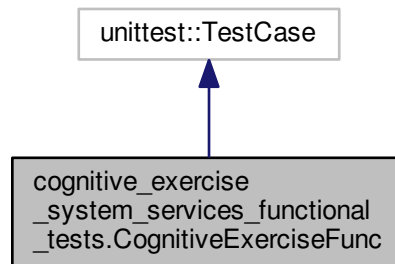 unittest::TestCase
cognitive_exercise
_system_services_functional
_tests.CognitiveExerciseFunc